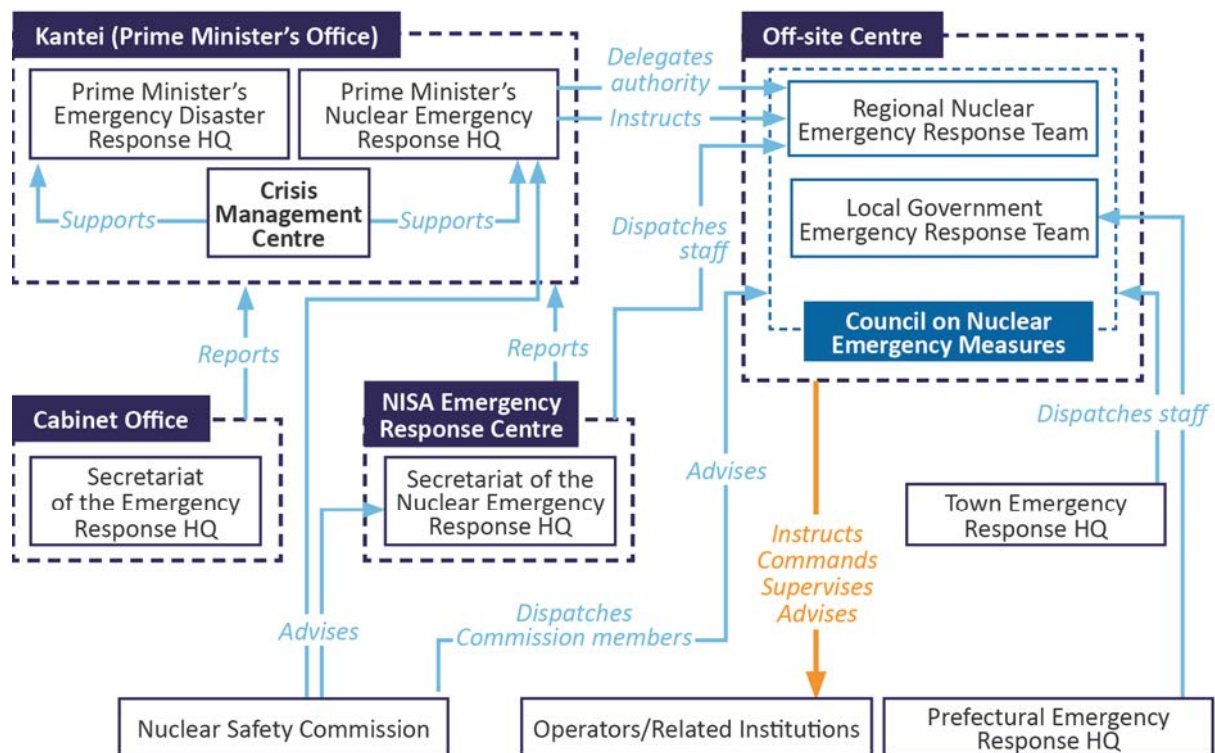 Kantei (Prime Minister's Office)
Prime Minister's
Emergency Disaster
Response HQ
Prime Minister's
Nuclear Emergency
Response HQ
Crisis
Management
Centre
Supports
Supports
Delegates
authority
Instructs
Dispatches
staff
Off-site Centre
Regional Nuclear
Emergency Response Team
Local Government
Emergency Response Team
Council on Nuclear
Emergency Measures
Reports
Reports
Cabinet Office
Secretariat
of the Emergency
Response HQ
NISA Emergency
Response Centre
Secretariat of the
Nuclear Emergency
Response HQ
Advises
Dispatches staff
Town Emergency
Response HQ
Instructs
Commands
Supervises
Advises
Advises
Dispatches
Commission members
Nuclear Safety Commission
Operators/Related Institutions
Prefectural Emergency
Response HQ